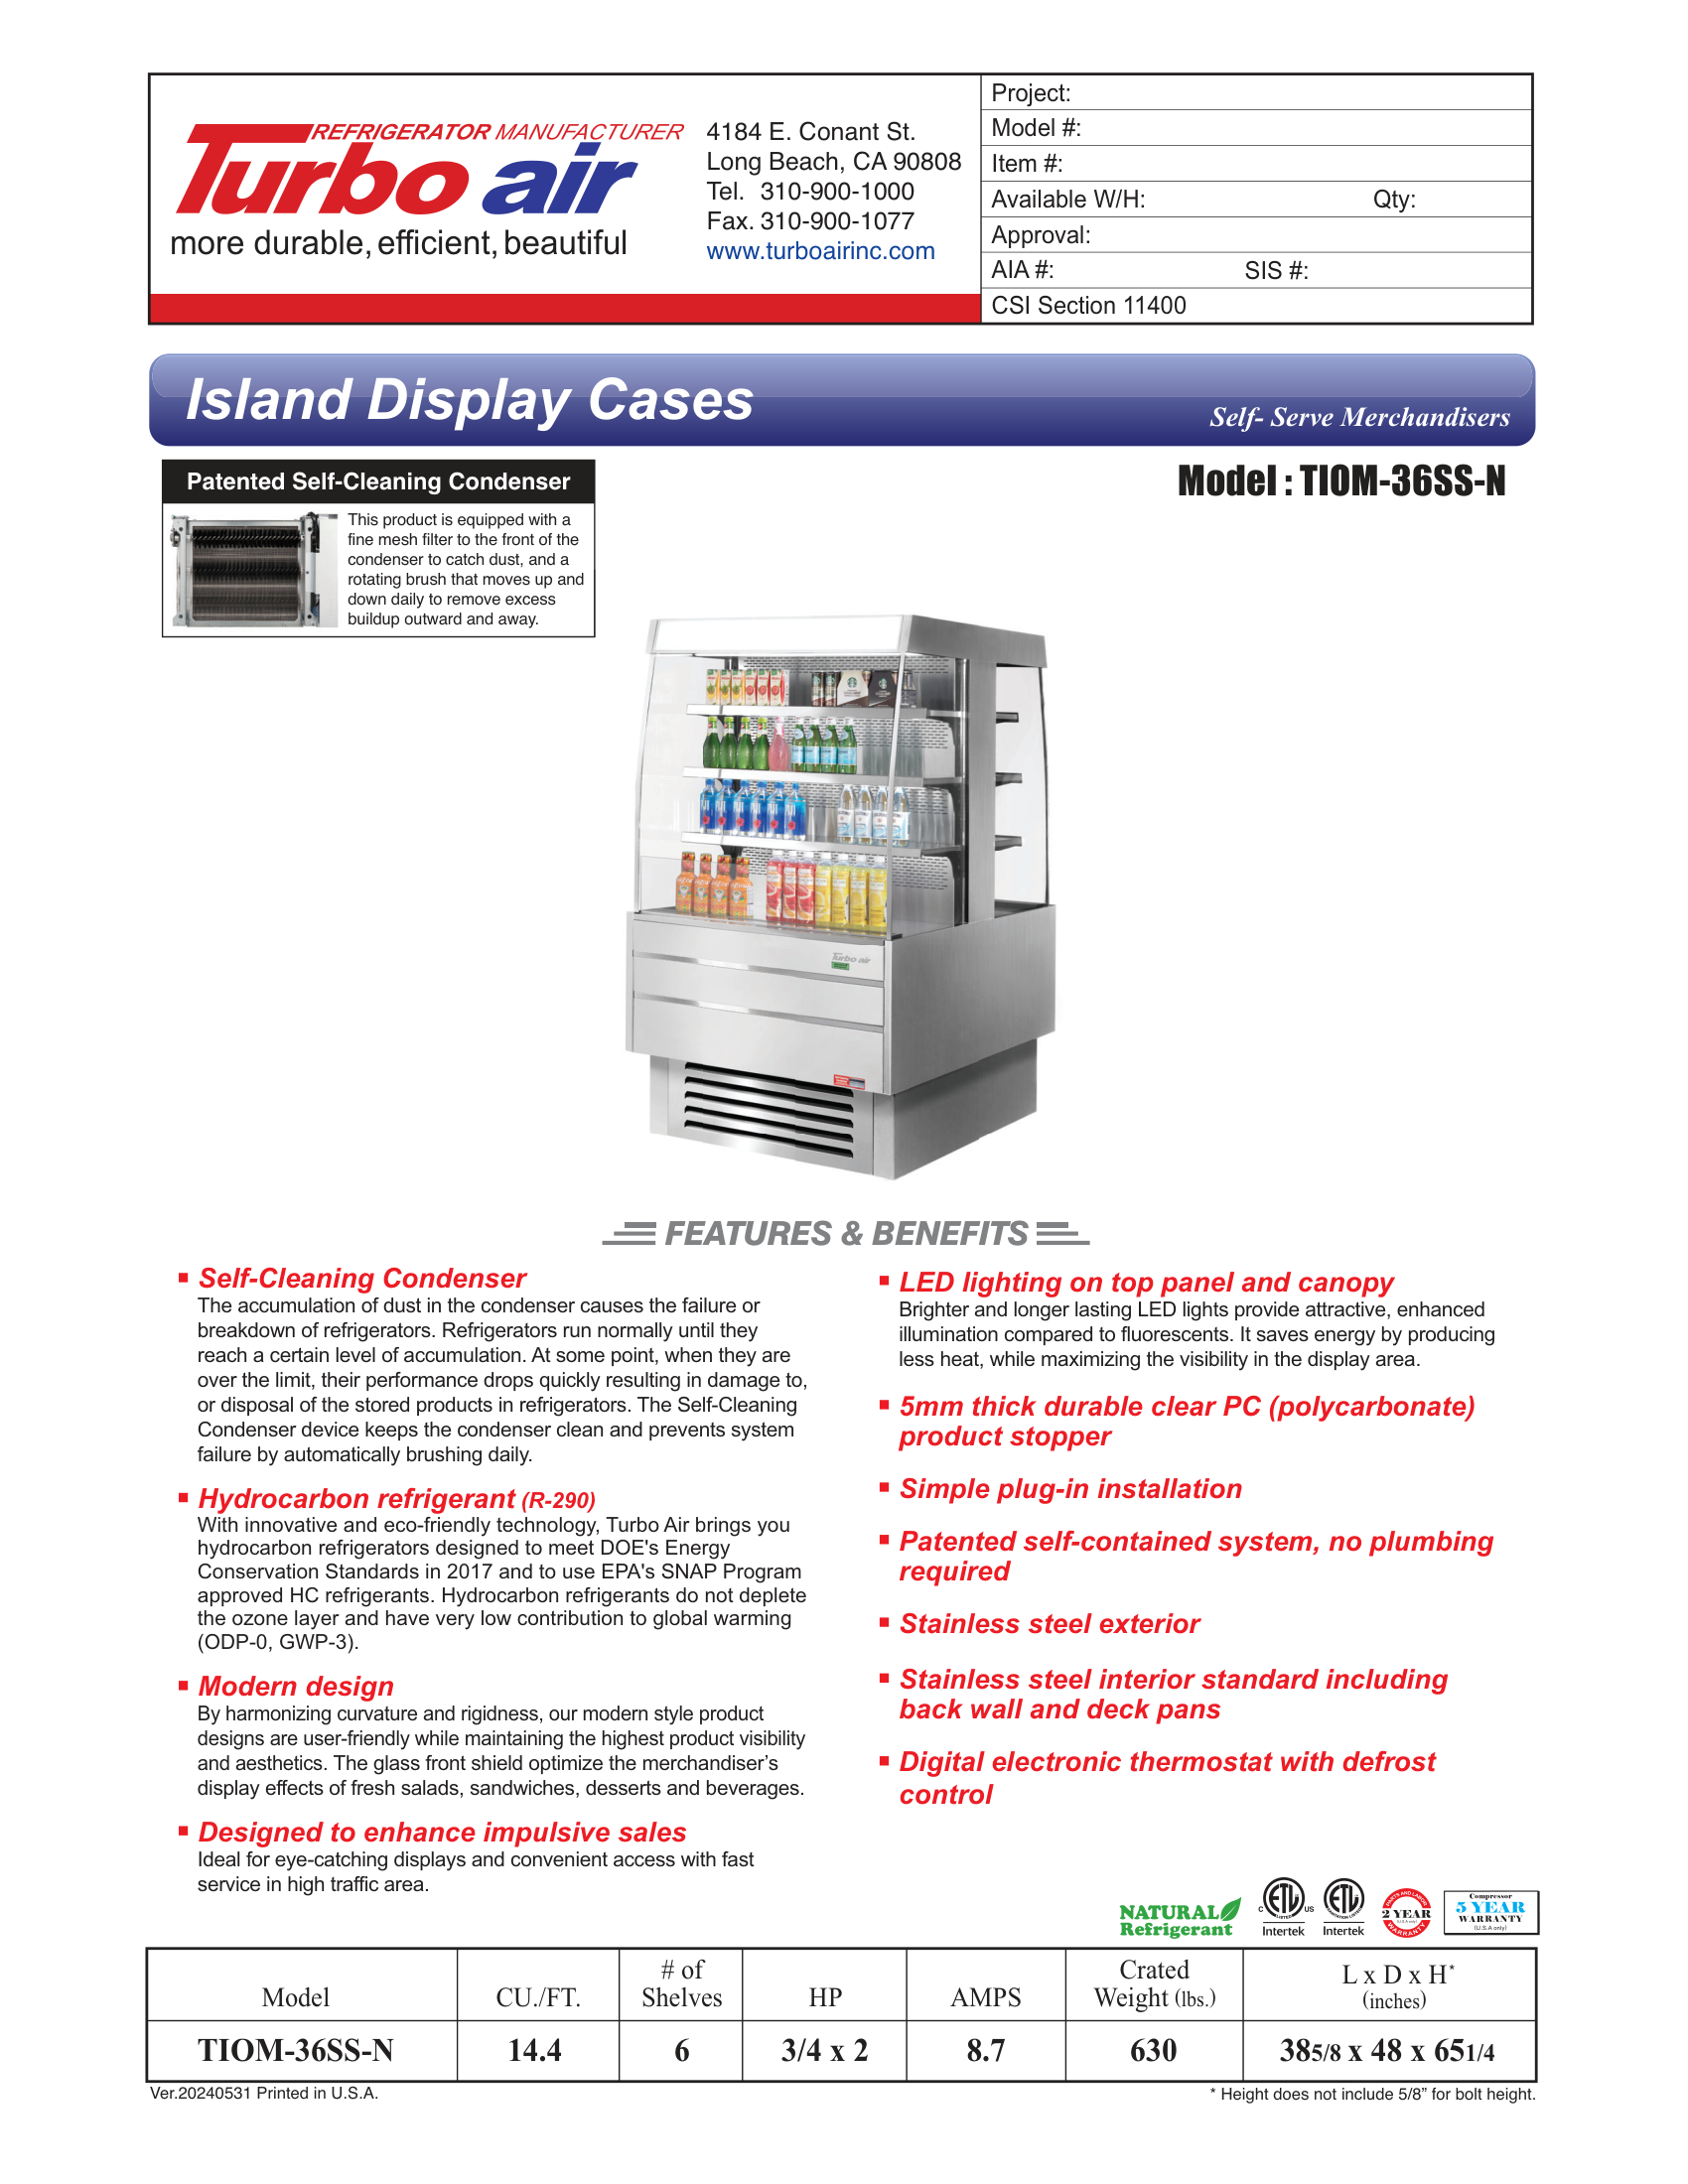 REFRIGERATOR MANUFACTURER
Turbo air
more durable, efficient, beautiful
4184 E. Conant St.
Long Beach, CA 90808
Tel. 310-900-1000
Fax. 310-900-1077
www.turboairinc.com
Project:
Model #:
Item #:
Available W/H: Qty:
Approval:
AIA #: SIS #:
CSI Section 11400
Island Display Cases
Self- Serve Merchandisers
Patented Self-Cleaning Condenser
This product is equipped with a
fine mesh filter to the front of the
condenser to catch dust, and a
rotating brush that moves up and
down daily to remove excess
buildup outward and away.
Model : TIOM-36SS-N
Turbo air
FEATURES & BENEFITS
▪ Self-Cleaning Condenser
The accumulation of dust in the condenser causes the failure or
breakdown of refrigerators. Refrigerators run normally until they
reach a certain level of accumulation. At some point, when they are
over the limit, their performance drops quickly resulting in damage to,
or disposal of the stored products in refrigerators. The Self-Cleaning
Condenser device keeps the condenser clean and prevents system
failure by automatically brushing daily.
▪ Hydrocarbon refrigerant (R-290)
With innovative and eco-friendly technology, Turbo Air brings you
hydrocarbon refrigerators designed to meet DOE's Energy
Conservation Standards in 2017 and to use EPA's SNAP Program
approved HC refrigerants. Hydrocarbon refrigerants do not deplete
the ozone layer and have very low contribution to global warming
(ODP-0, GWP-3).
▪ Modern design
By harmonizing curvature and rigidness, our modern style product
designs are user-friendly while maintaining the highest product visibility
and aesthetics. The glass front shield optimize the merchandiser's
display effects of fresh salads, sandwiches, desserts and beverages.
▪ Designed to enhance impulsive sales
Ideal for eye-catching displays and convenient access with fast
service in high traffic area.
▪ LED lighting on top panel and canopy
Brighter and longer lasting LED lights provide attractive, enhanced
illumination compared to fluorescents. It saves energy by producing
less heat, while maximizing the visibility in the display area.
▪ 5mm thick durable clear PC (polycarbonate)
product stopper
▪ Simple plug-in installation
▪ Patented self-contained system, no plumbing
required
▪ Stainless steel exterior
▪ Stainless steel interior standard including
back wall and deck pans
▪ Digital electronic thermostat with defrost
control
NATURAL
Refrigerant
C ETL US
LISTED
Intertek
ETL
Intertek
PARTS AND LABOR
2 YEAR
(U.S.A only)
WARRANTY
Compressor
5 YEAR
WARRANTY
(U.S.A only)
Model CU./FT. # of Shelves HP AMPS Crated Weight (lbs.) L x D x H* (inches)
TIOM-36SS-N 14.4 6 3/4 x 2 8.7 630 385/8 x 48 x 651/4
Ver.20240531 Printed in U.S.A.
* Height does not include 5/8” for bolt height.